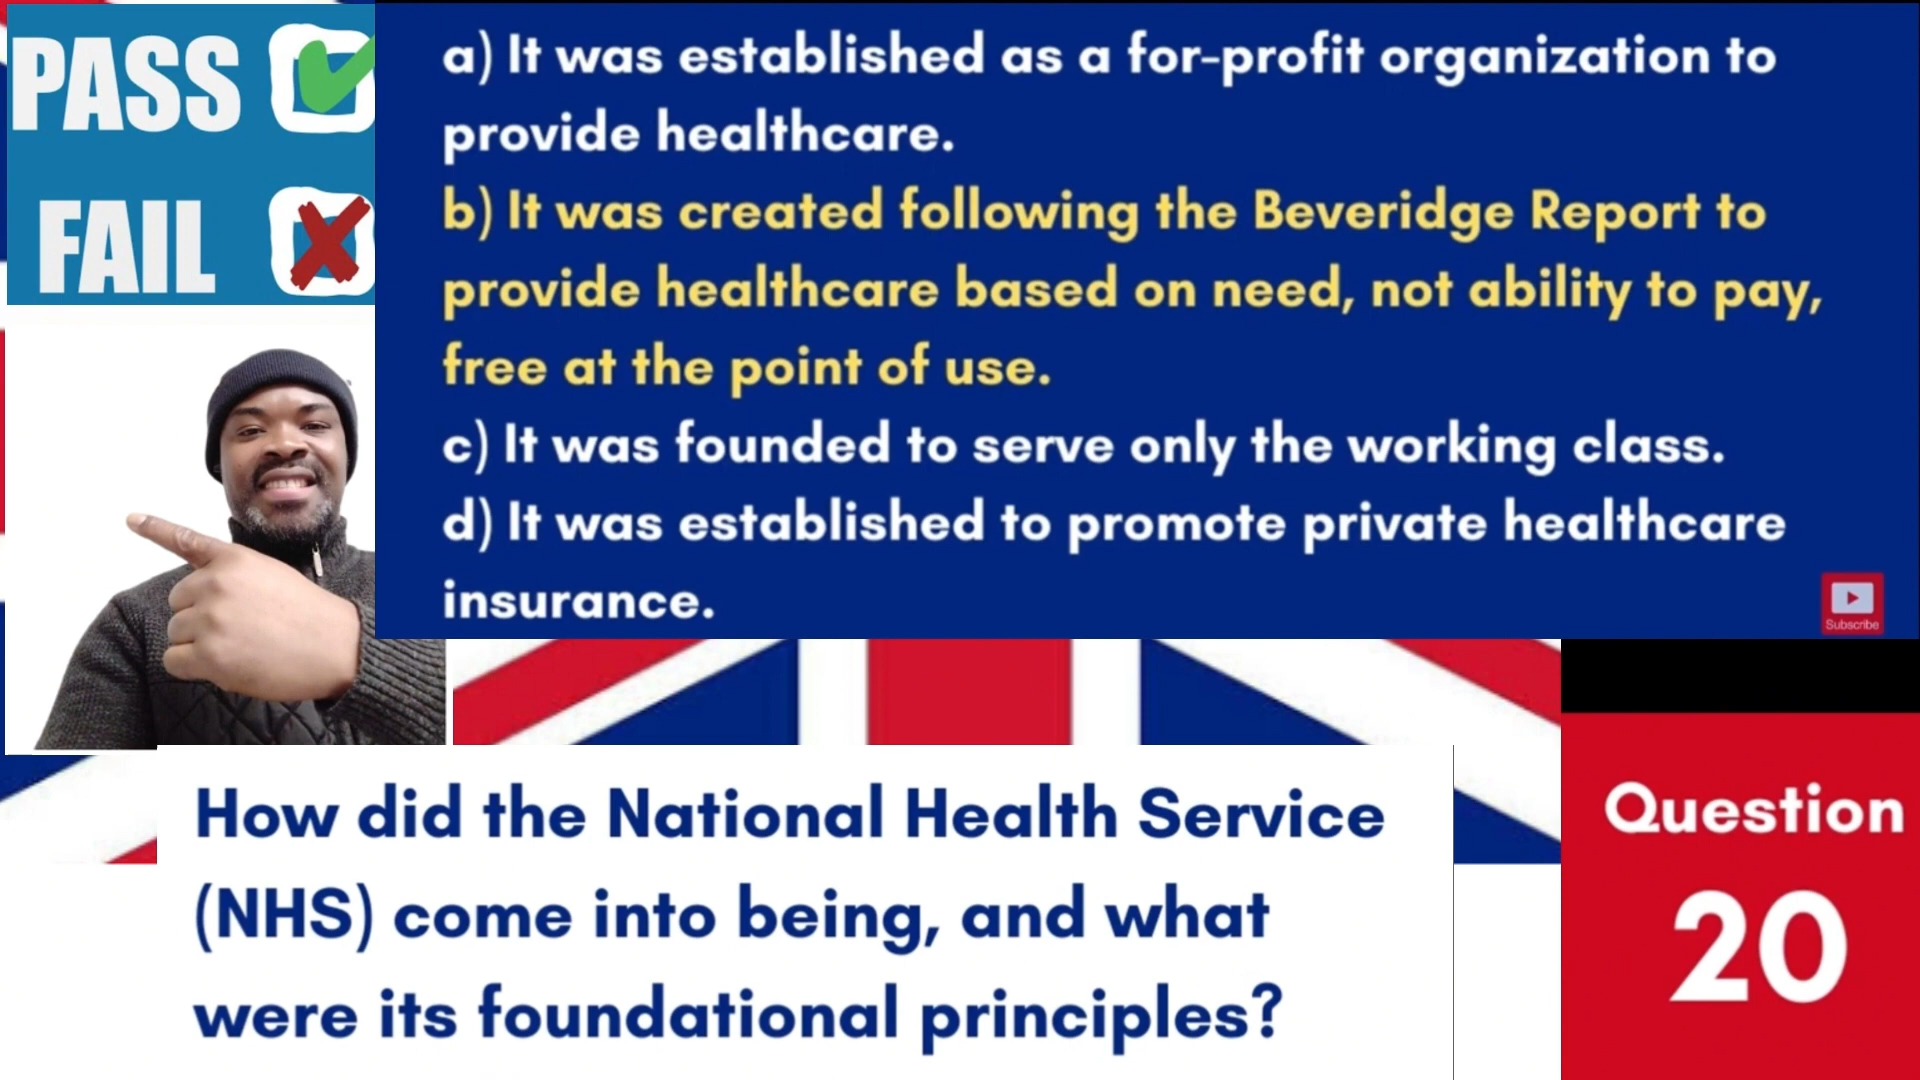 PASS
FAIL
a) It was established as a for-profit organization to
provide healthcare.
b) It was created following the Beveridge Report to
provide healthcare based on need, not ability to pay,
free at the point of use.
c) It was founded to serve only the working class.
d) It was established to promote private healthcare
insurance.
Subscribe
How did the National Health Service
(NHS) come into being, and what
were its foundational principles?
Question
20